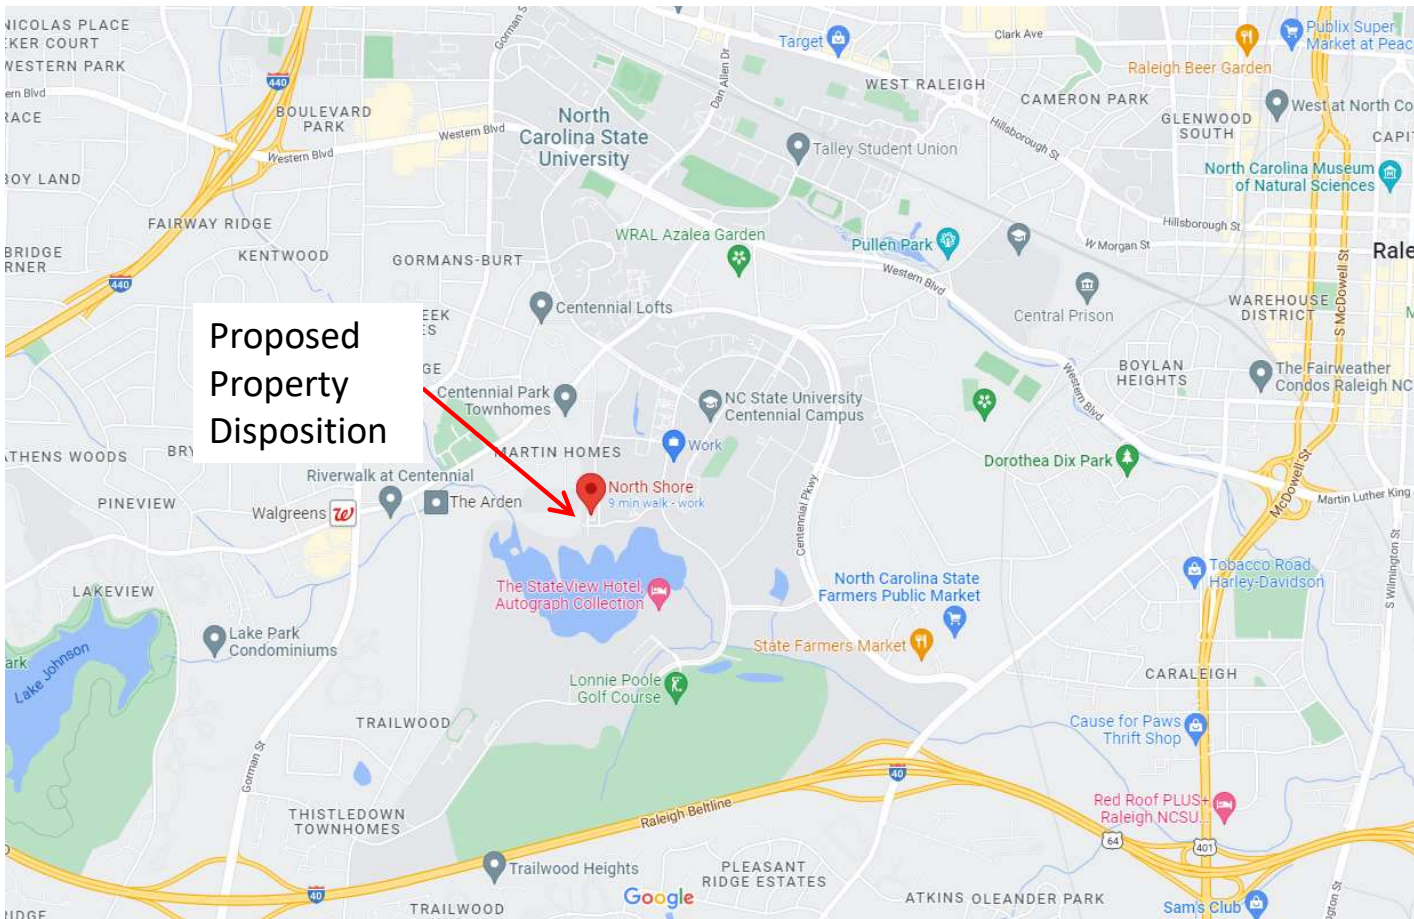 NICOLAS PLACE
EKER COURT
WESTERN PARK
ern Blvd
RACE
BOY LAND
BRIDGE
RNER
440
BOULEVARD
PARK
Western Blvd
Western Blvd
Gorman St
North
Carolina State
University
Dan Allen Dr
Target
Clark Ave
WEST RALEIGH
CAMERON PARK
Raleigh Beer Garden
Publix Super
Market at Peac
GLENWOOD
SOUTH
West at North Co
CAPI
Talley Student Union
Hillsborough St
North Carolina Museum
of Natural Sciences
FAIRWAY RIDGE
KENTWOOD
GORMANS-BURT
440
WRAL Azalea Garden
Pullen Park
Western Blvd
Hillsborough St
W Morgan St
Rale
Central Prison
WAREHOUSE
DISTRICT
S McDowell St
M
Centennial Lofts
Proposed
Property
Disposition
EEK
ES
GE
Centennial Park
Townhomes
NC State University
Centennial Campus
BOYLAN
HEIGHTS
The Fairweather
Condos Raleigh NC
Western Blvd
ATHENS WOODS
BRY
MARTIN HOMES
Work
Dorothea Dix Park
Riverwalk at Centennial
The Arden
PINEVIEW
Walgreens
North Shore
9 min walk - work
Centennial Pkwy
McDowell St
Martin Luther King
S Wilmington St
LAKEVIEW
ark
Lake Johnson
Lake Park
Condominiums
The StateView Hotel,
Autograph Collection
North Carolina State
Farmers Public Market
State Farmers Market
Tobacco Road
Harley-Davidson
Lonnie Poole
Golf Course
CARALEIGH
TRAILWOOD
Gorman St
Cause for Paws
Thrift Shop
40
Raleigh Beltline
Red Roof PLUS+
Raleigh NCSU...
64
401
THISTLEDOWN
TOWNHOMES
Trailwood Heights
PLEASANT
RIDGE ESTATES
Google
40
TRAILWOOD
ATKINS OLEANDER PARK
Sam's Club
ngton St
IDGE